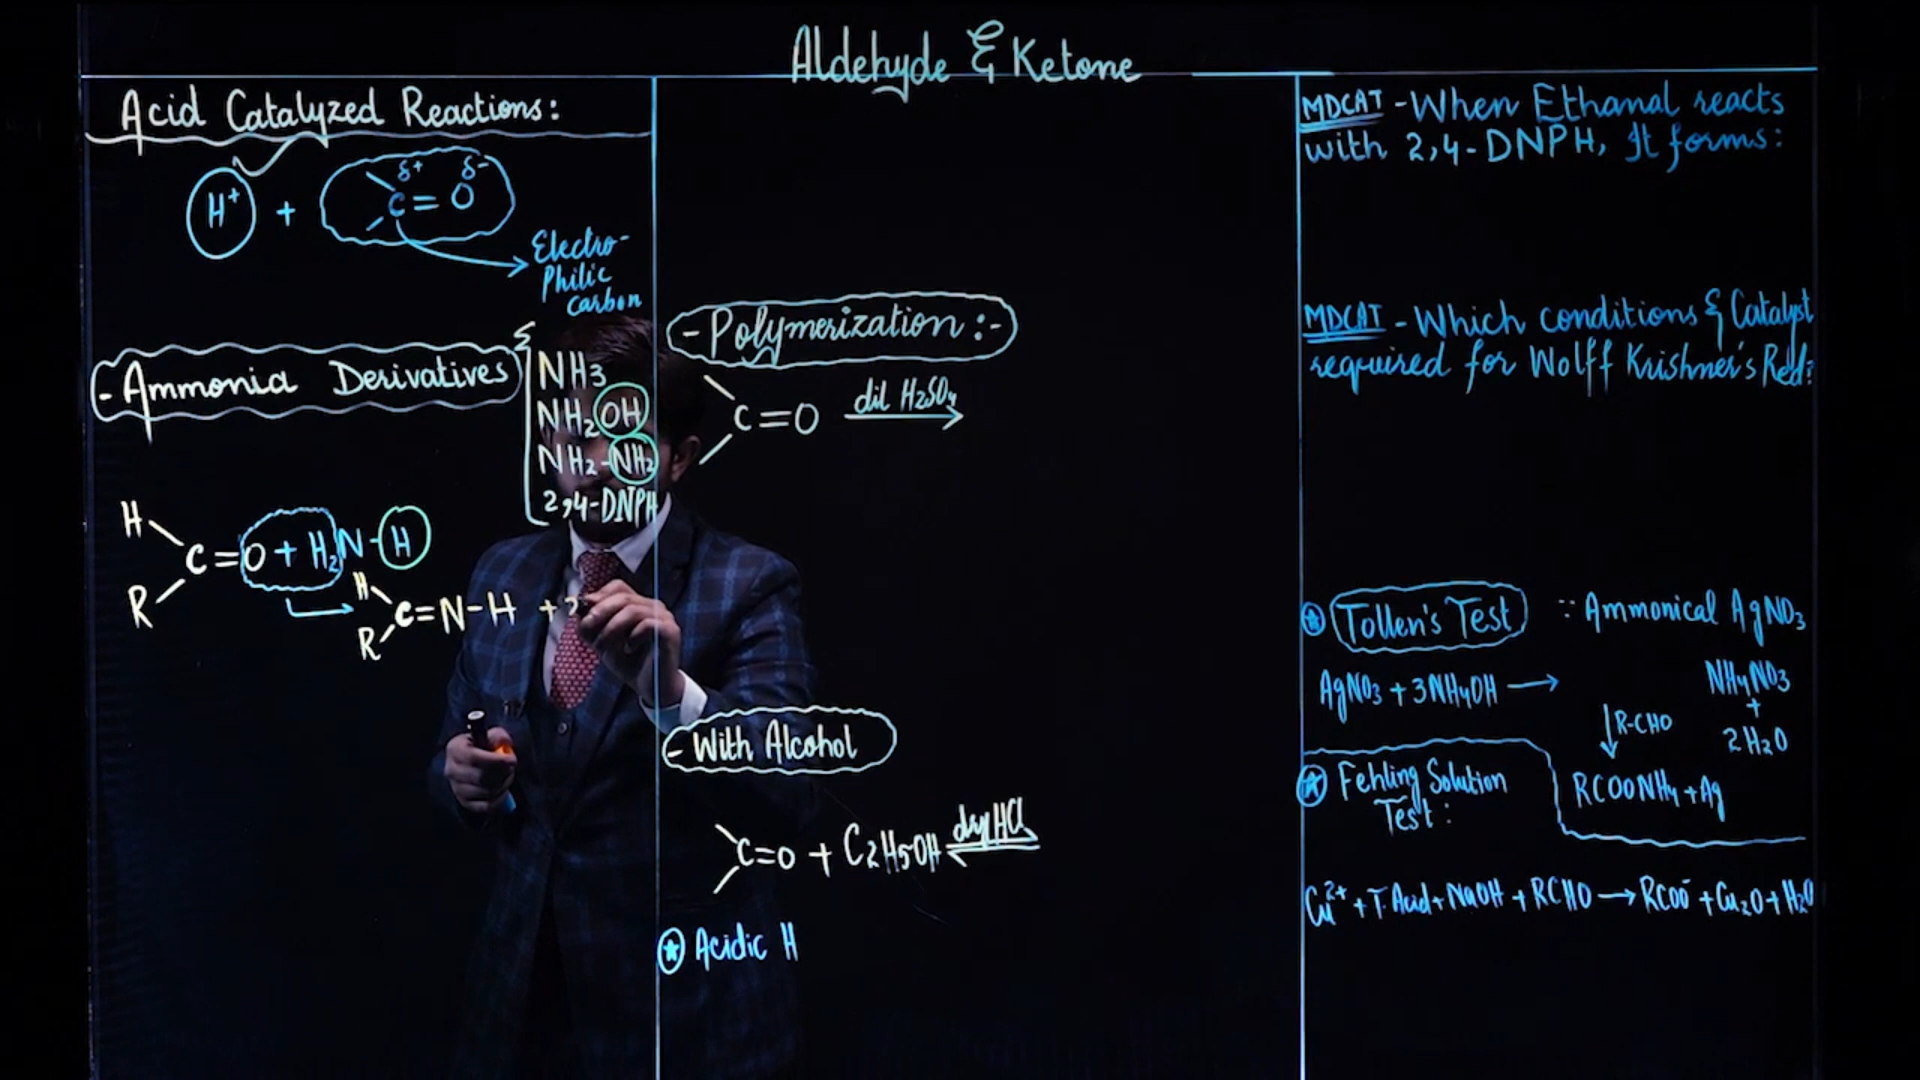 Aldehyde & Ketone
Acid Catalyzed Reactions:
H⁺ + C = O
δ⁺ δ⁻
Electro-
Philic
carbon
- Ammonia Derivatives
NH₃
NH₂OH
NH₂-NH₂
2,4-DNPH
H
C=O + H₂N-H
R
H
C=N-H +
R
- Polymerization :-
C=O dil H₂SO₄
- With Alcohol
C=O + C₂H₅OH dry HCl
Acidic H
MDCAT - When Ethanal reacts
with 2,4-DNPH, It forms:
MDCAT - Which conditions & Catalyst
required for Wolff Krishner's Red?
Tollen's Test ∵ Ammonical AgNO₃
AgNO₃ + 3NH₄OH →
NH₄NO₃
+
2H₂O
↓R-CHO
RCOONH₄ + Ag
Fehling Solution
Test:
Cu²⁺ + T.Acid + NaOH + RCHO → RCOO⁻ + Cu₂O + H₂O